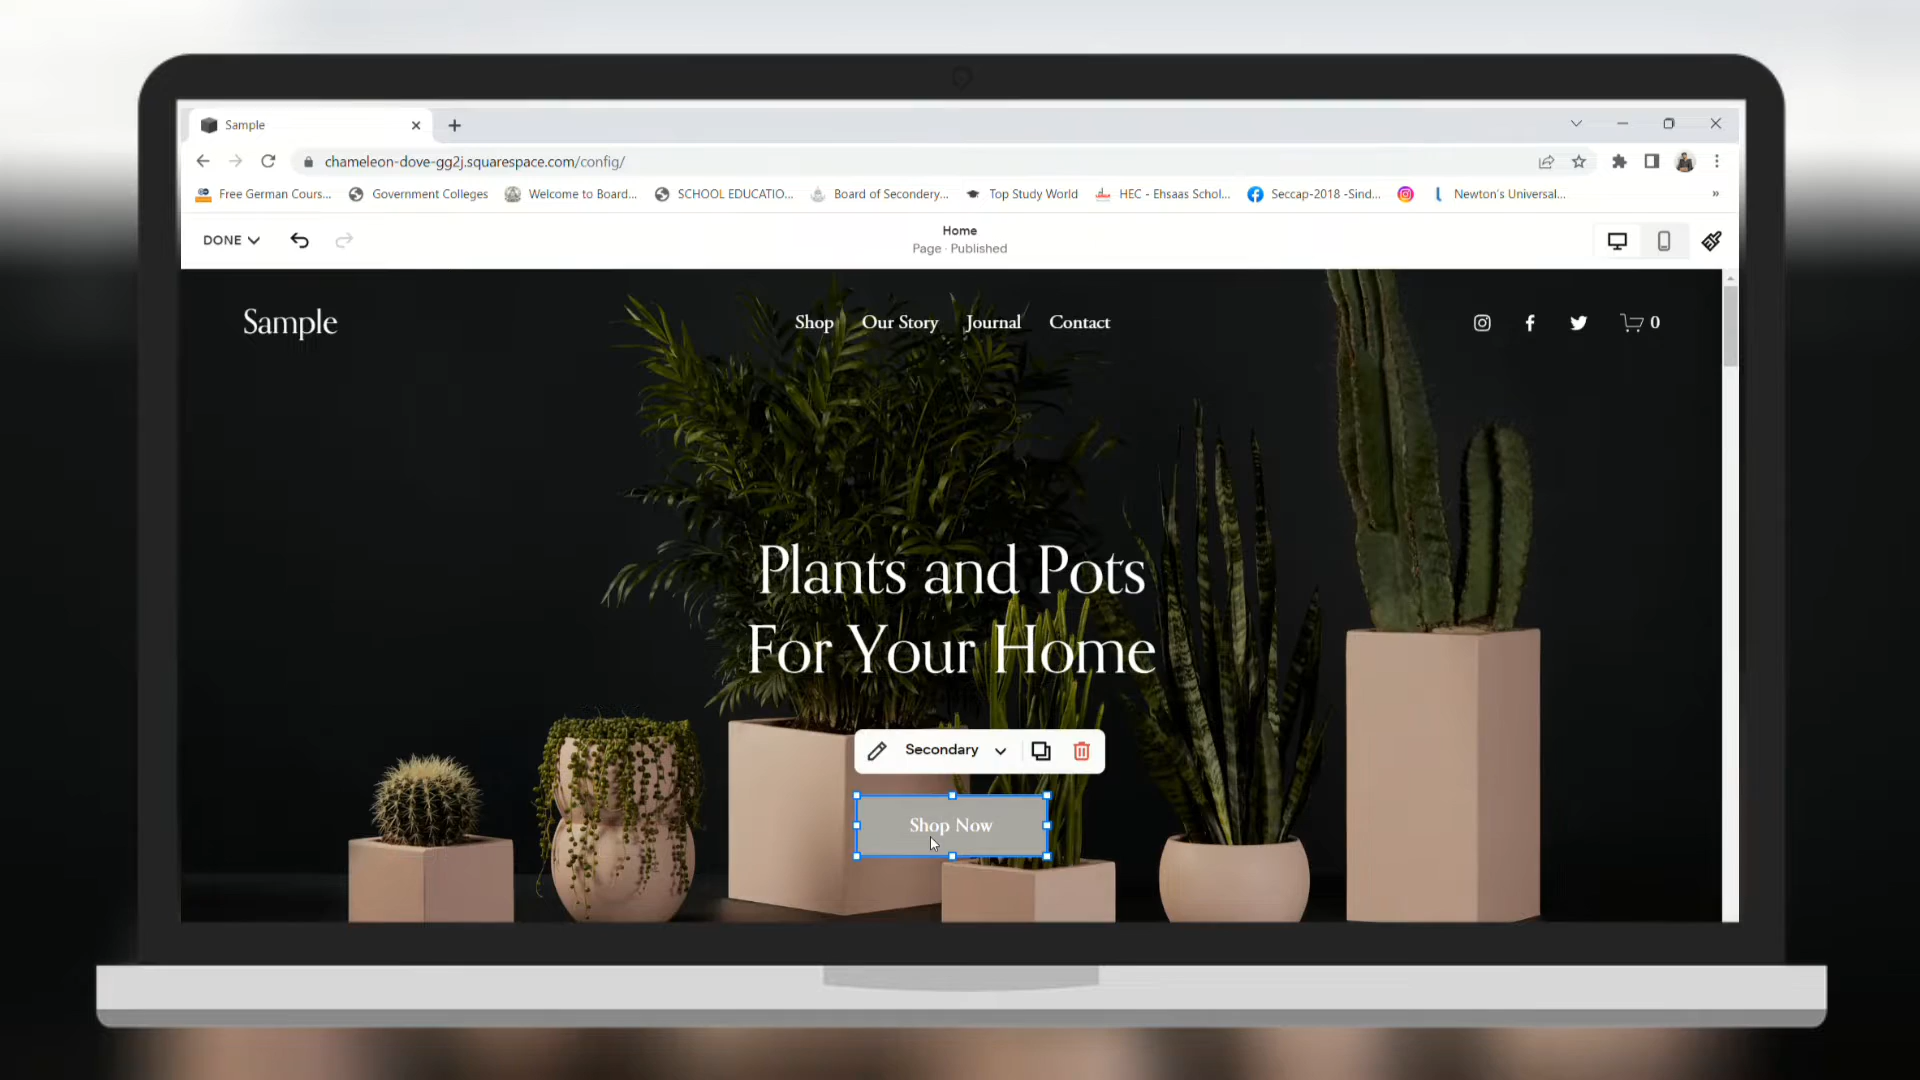 Sample
chameleon-dove-gg2j.squarespace.com/config/
Free German Cours... Government Colleges Welcome to Board... SCHOOL EDUCATIO... Board of Secondery... Top Study World HEC - Ehsaas Schol... Seccap-2018 -Sind... Newton's Universal... »
DONE
Home
Page · Published
Sample Shop Our Story Journal Contact 0
Plants and Pots
For Your Home
Secondary
Shop Now